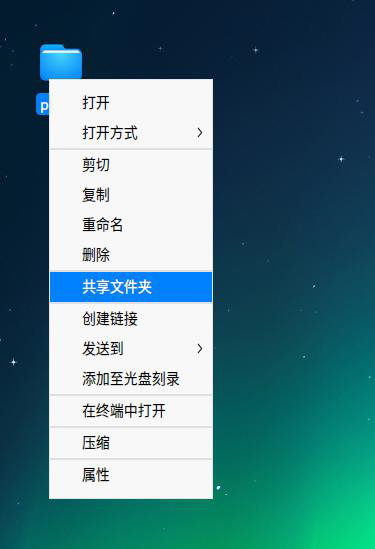 打开
打开方式
剪切
复制
重命名
删除
共享文件夹
创建链接
发送到
添加至光盘刻录
在终端中打开
压缩
属性